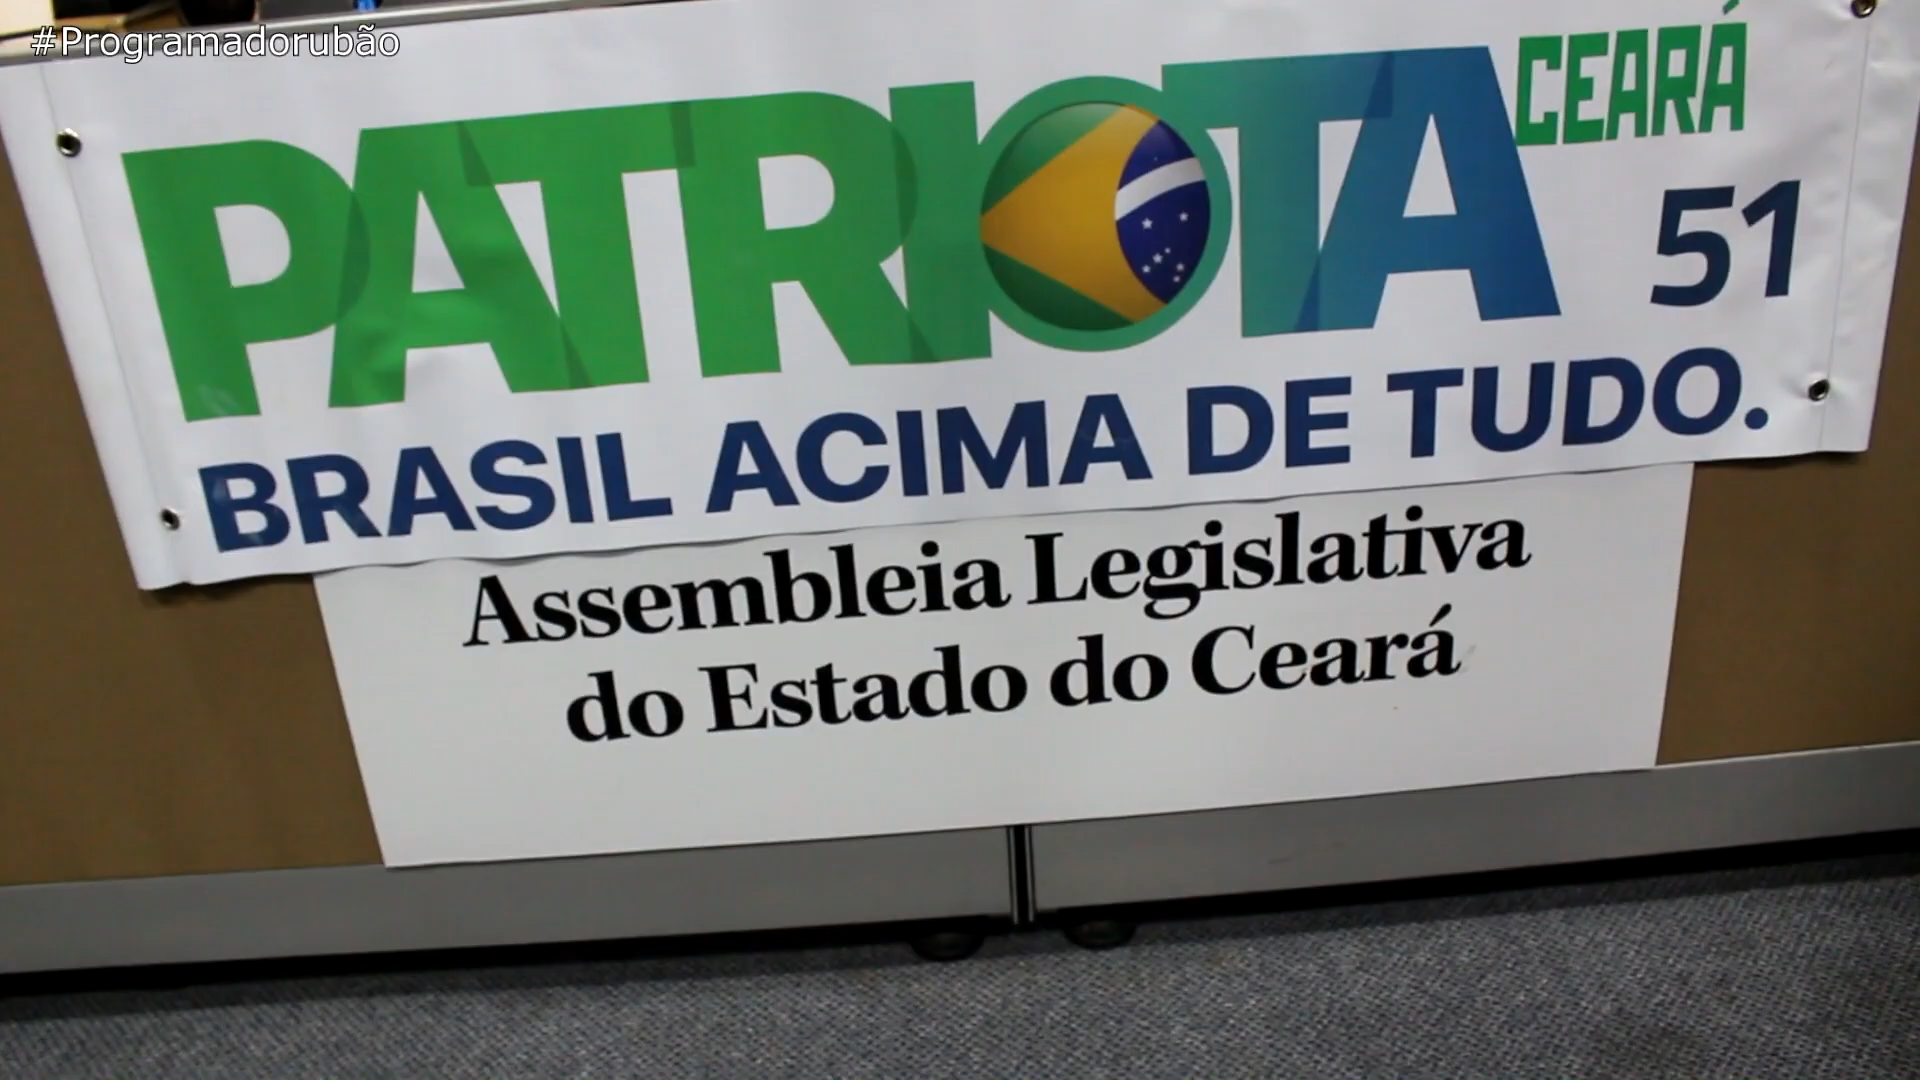 #Programadorubão
PATRIOTA CEARÁ
51
BRASIL ACIMA DE TUDO.
Assembleia Legislativa
do Estado do Ceará